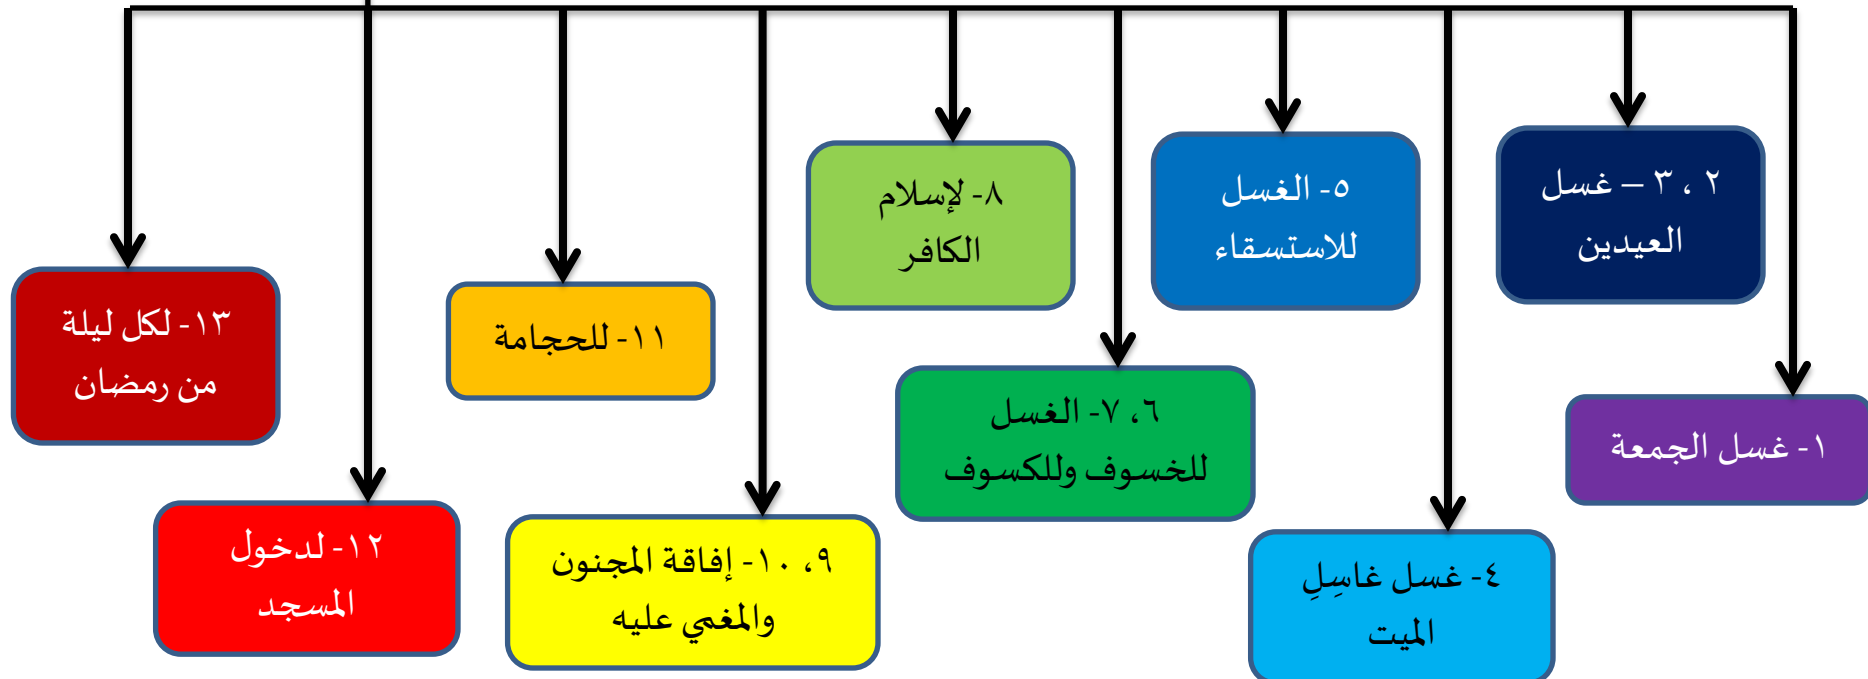 ١- غسل الجمعة
٢ ، ٣ – غسل
العيدين
٤- غسل غاسِلِ
الميت
٥- الغسل
للاستسقاء
٦، ٧- الغسل
للخسوف وللكسوف
٨- لإسلام
الكافر
٩، ١٠- إفاقة المجنون
والمغمي عليه
١١- للحجامة
١٢- لدخول
المسجد
١٣- لكل ليلة
من رمضان